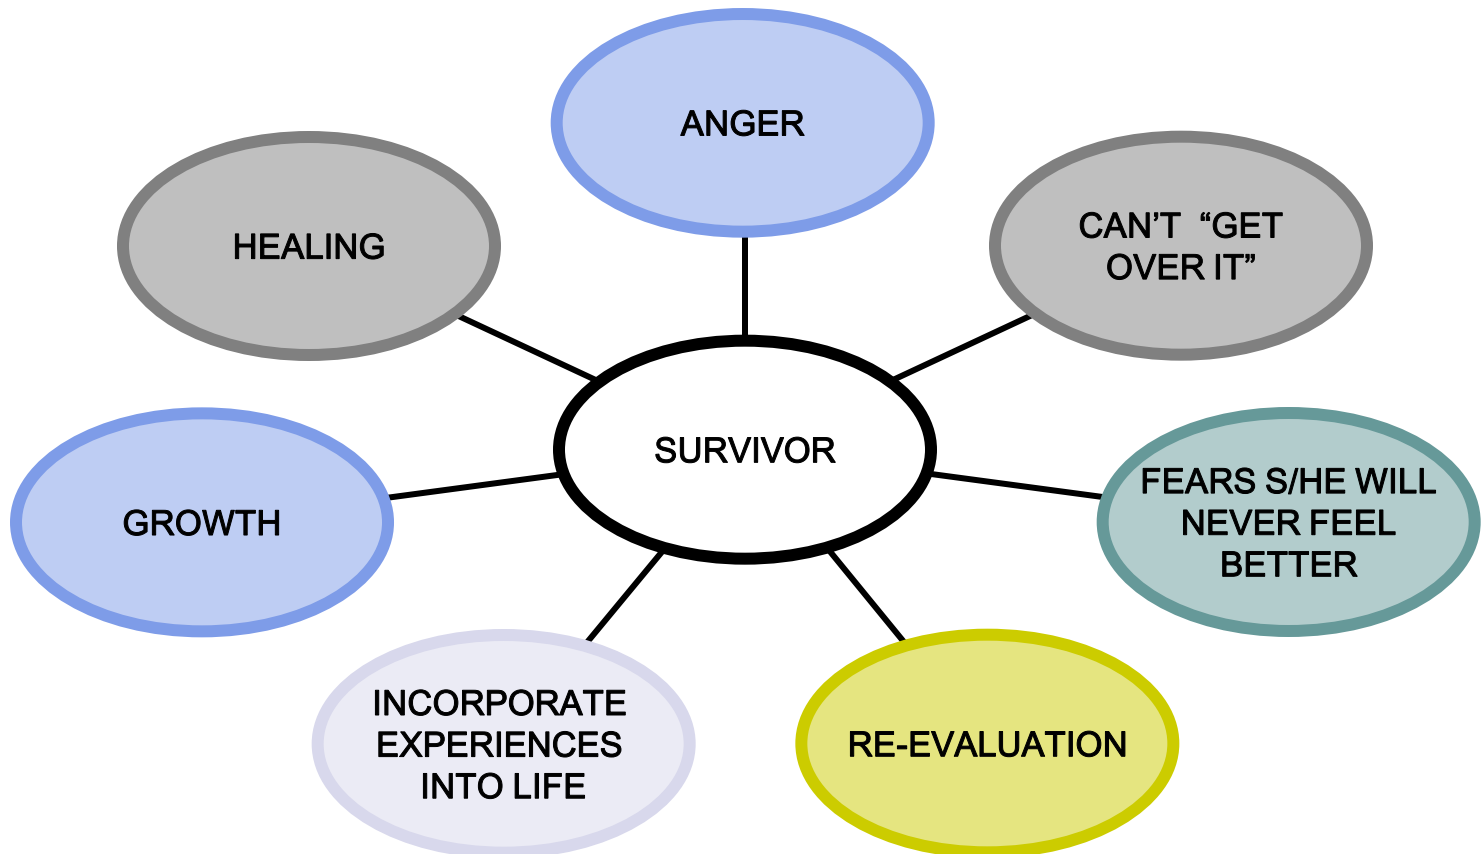 ANGER
HEALING
CAN’T “GET
OVER IT”
SURVIVOR
GROWTH
FEARS S/HE WILL
NEVER FEEL
BETTER
INCORPORATE
EXPERIENCES
INTO LIFE
RE-EVALUATION